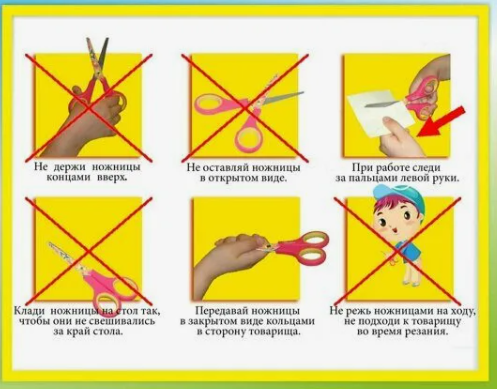 Не держи ножницы
концами вверх.
Не оставляй ножницы
в открытом виде.
При работе следи
за пальцами левой руки.
Клади ножницы на стол так,
чтобы они не свешивались
за край стола.
Передавай ножницы
в закрытом виде кольцами
в сторону товарища.
Не режь ножницами на ходу,
не подходи к товарищу
во время резания.